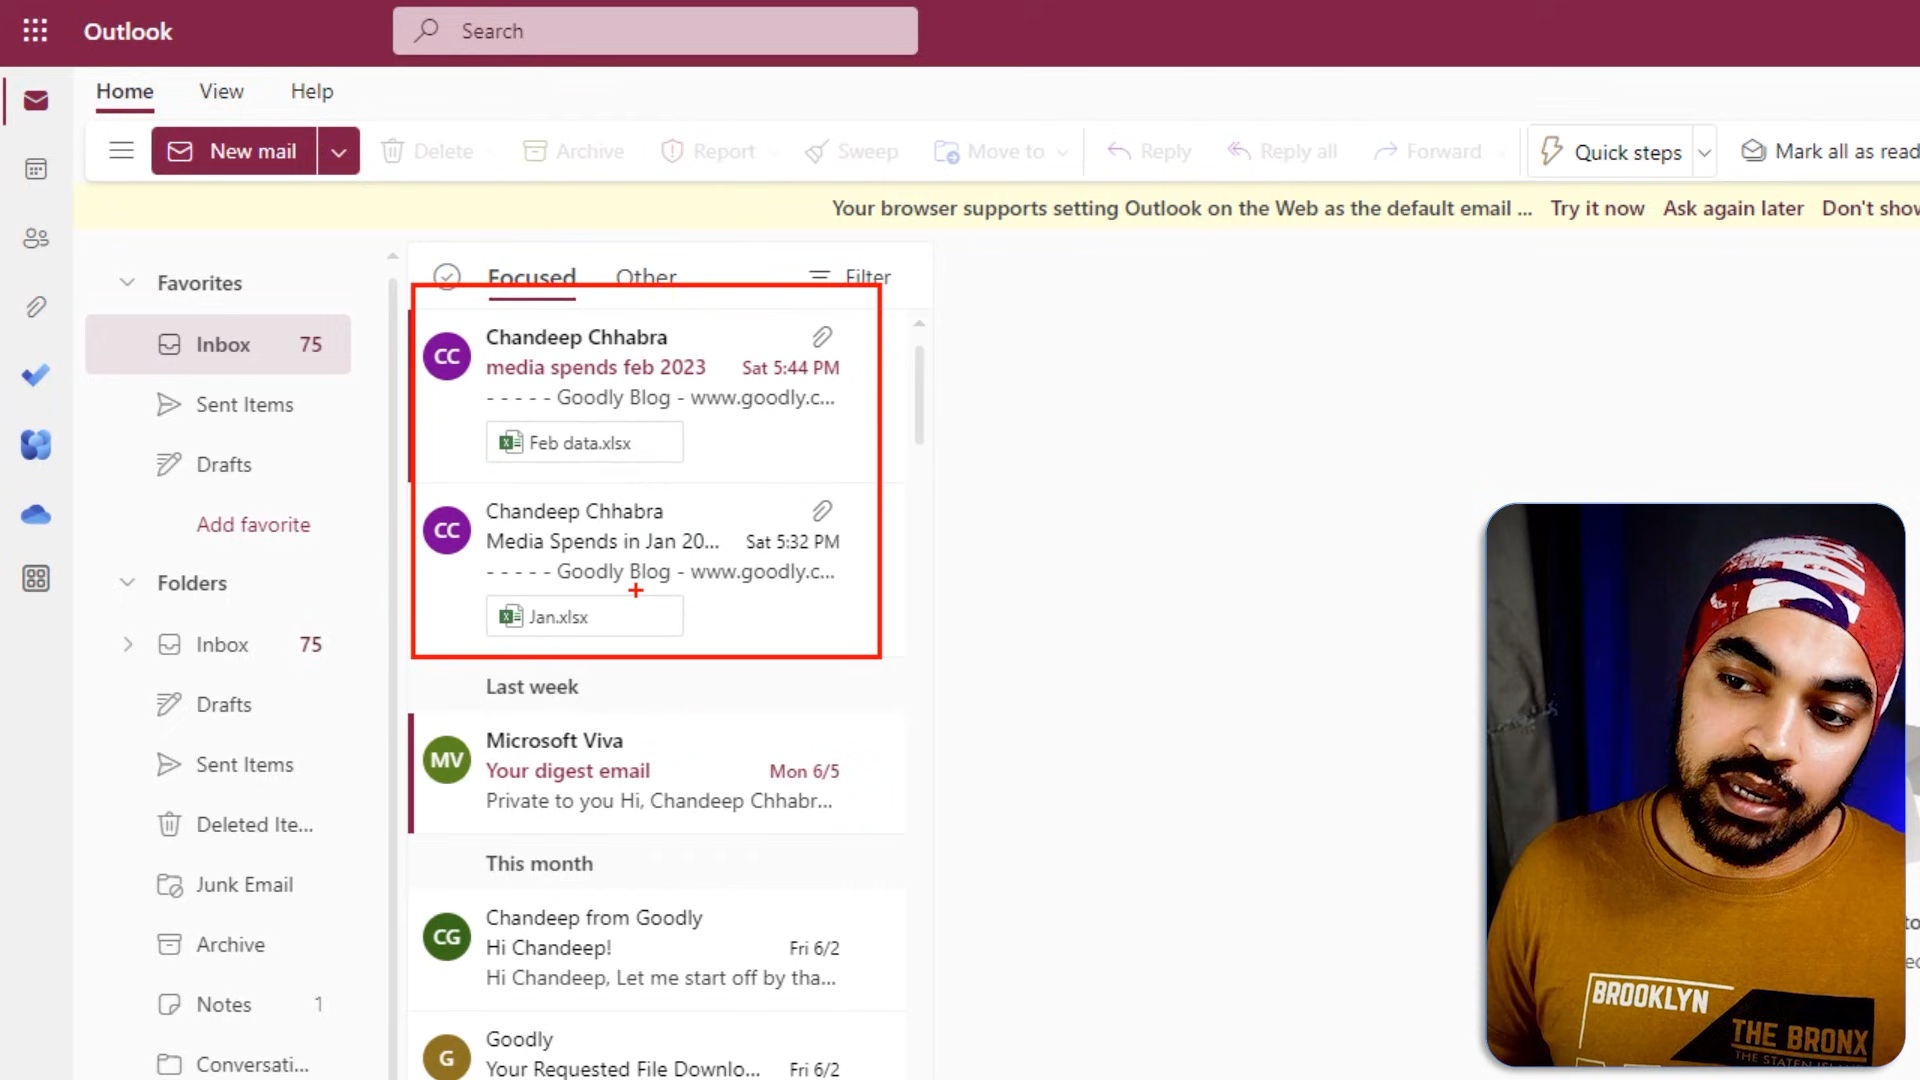 Outlook
Search
Home
View
Help
New mail
Delete
Archive
Report
Sweep
Move to
Reply
Reply all
Forward
Quick steps
Mark all as read
Your browser supports setting Outlook on the Web as the default email ...
Try it now
Ask again later
Don't show
Favorites
Inbox 75
Sent Items
Drafts
Add favorite
Folders
Inbox 75
Drafts
Sent Items
Deleted Ite...
Junk Email
Archive
Notes 1
Conversati...
Focused
Other
Filter
CC
Chandeep Chhabra
media spends feb 2023 Sat 5:44 PM
- - - - - Goodly Blog - www.goodly.c...
Feb data.xlsx
CC
Chandeep Chhabra
Media Spends in Jan 20... Sat 5:32 PM
- - - - - Goodly Blog - www.goodly.c...
Jan.xlsx
Last week
MV
Microsoft Viva
Your digest email Mon 6/5
Private to you Hi, Chandeep Chhabr...
This month
CG
Chandeep from Goodly
Hi Chandeep! Fri 6/2
Hi Chandeep, Let me start off by tha...
G
Goodly
Your Requested File Downlo... Fri 6/2
BROOKLYN
THE BRONX